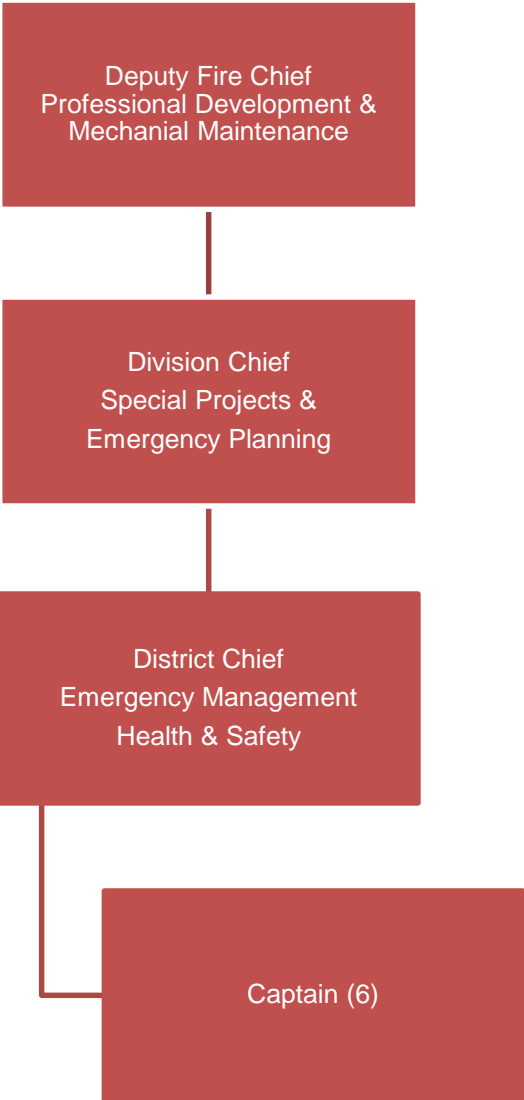 Deputy Fire Chief
Professional Development &
Mechanial Maintenance
Division Chief
Special Projects &
Emergency Planning
District Chief
Emergency Management
Health & Safety
Captain (6)